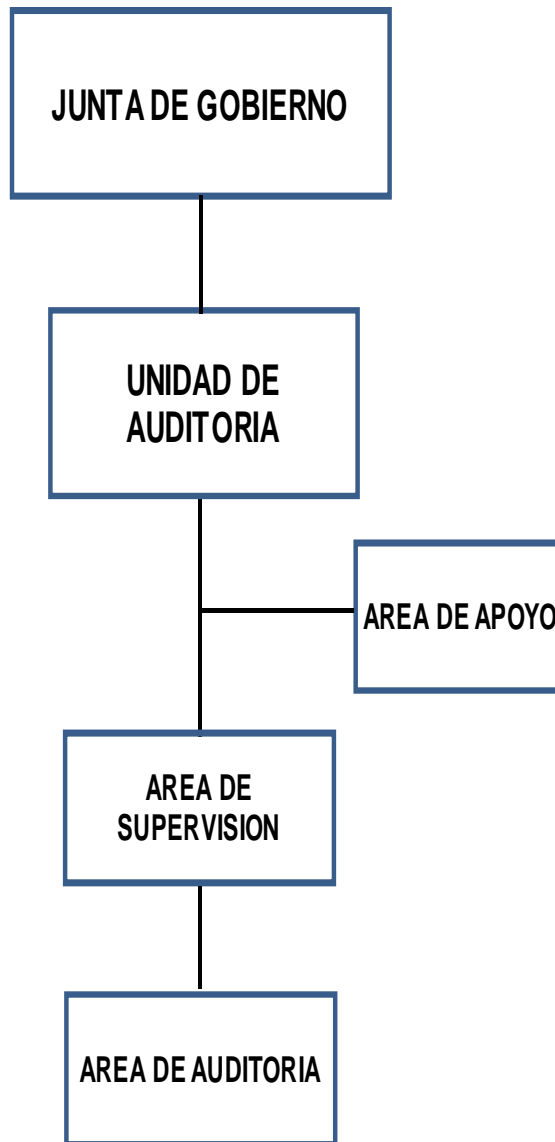 JUNTA DE GOBIERNO
UNIDAD DE
AUDITORIA
AREA DE APOYO
AREA DE
SUPERVISION
AREA DE AUDITORIA